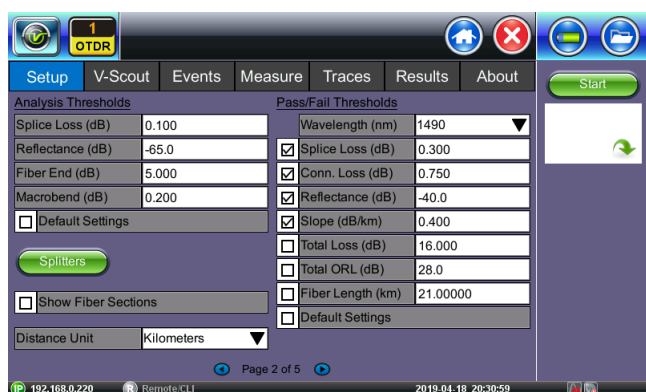 1
OTDR
Setup V-Scout Events Measure Traces Results About
Start
Analysis Thresholds
Splice Loss (dB) 0.100
Reflectance (dB) -65.0
Fiber End (dB) 5.000
Macrobend (dB) 0.200
Default Settings
Splitters
Show Fiber Sections
Distance Unit Kilometers
Pass/Fail Thresholds
Wavelength (nm) 1490
Splice Loss (dB) 0.300
Conn. Loss (dB) 0.750
Reflectance (dB) -40.0
Slope (dB/km) 0.400
Total Loss (dB) 16.000
Total ORL (dB) 28.0
Fiber Length (km) 21.00000
Default Settings
Page 2 of 5
IP 192.168.0.220 R Remote/CLI 2019-04-18 20:30:59